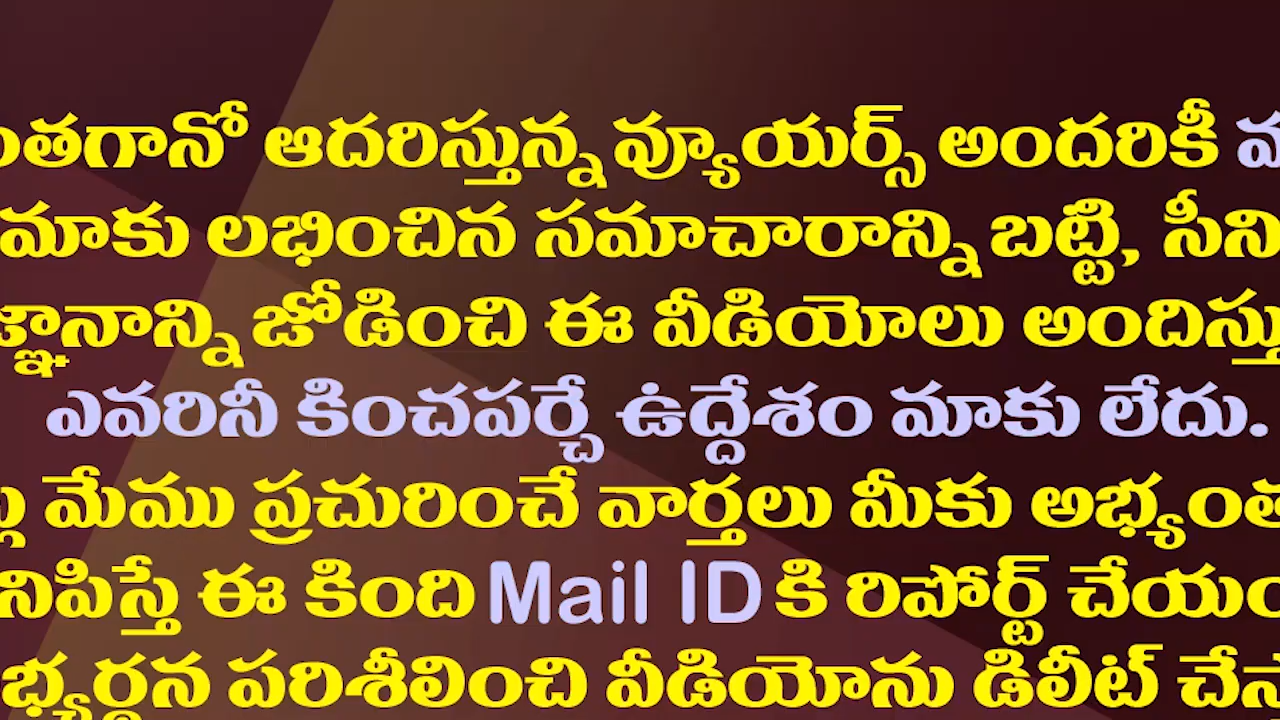 ంతగానో ఆదరిస్తున్న వ్యూయర్స్ అందరికీ
మాకు లభించిన సమాచారాన్ని బట్టి, సీని
జ్ఞానాన్ని జోడించి ఈ వీడియోలు అందిస్తు
ఎవరినీ కించపర్చే ఉద్దేశం మాకు లేదు.
మేము ప్రచురించే వార్తలు మీకు అభ్యంత
నిపిస్తే ఈ కింది Mail ID కి రిపోర్ట్ చేయం
భ్యర్థన పరిశీలించి వీడియోను డిలీట్ చేస